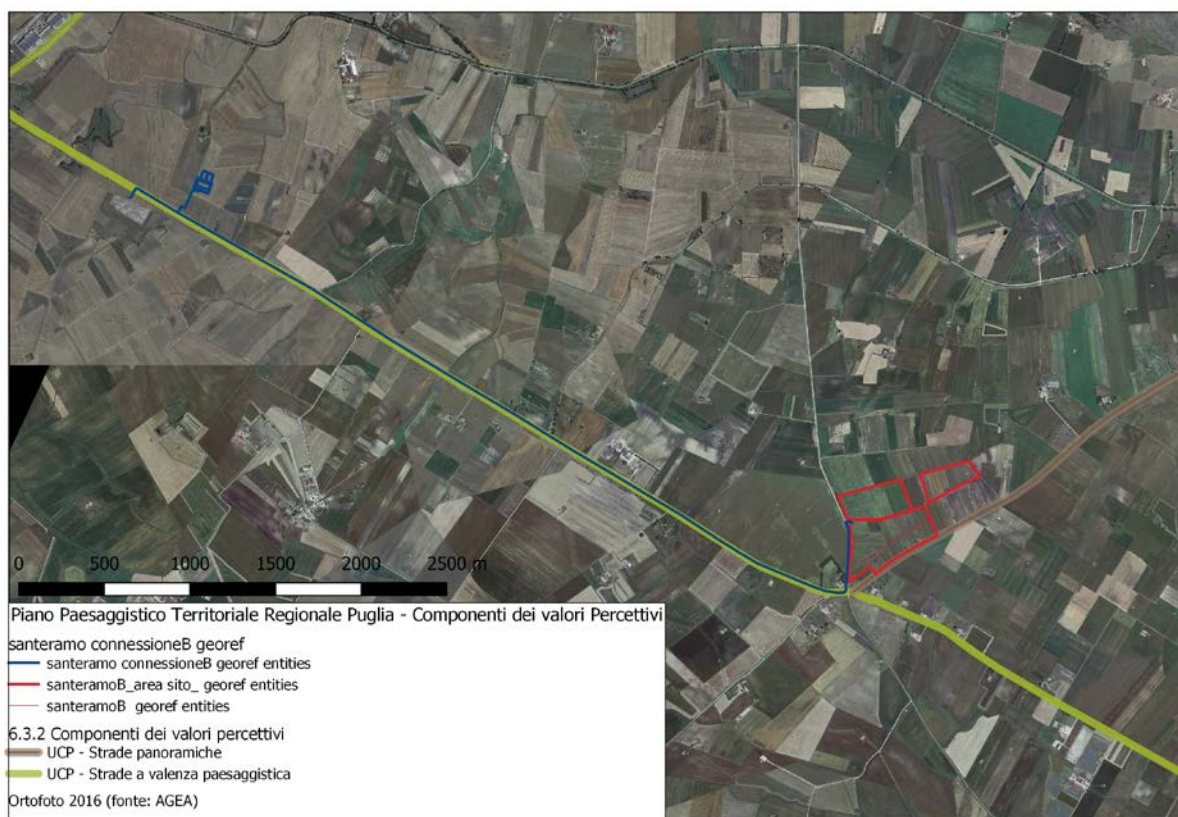 0 500 1000 1500 2000 2500 m
Piano Paesaggistico Territoriale Regionale Puglia - Componenti dei valori Percettivi
santeramo connessioneB georef
santeramo connessioneB georef entities
santeramoB_area sito_ georef entities
santeramoB georef entities
6.3.2 Componenti dei valori percettivi
UCP - Strade panoramiche
UCP - Strade a valenza paesaggistica
Ortofoto 2016 (fonte: AGEA)